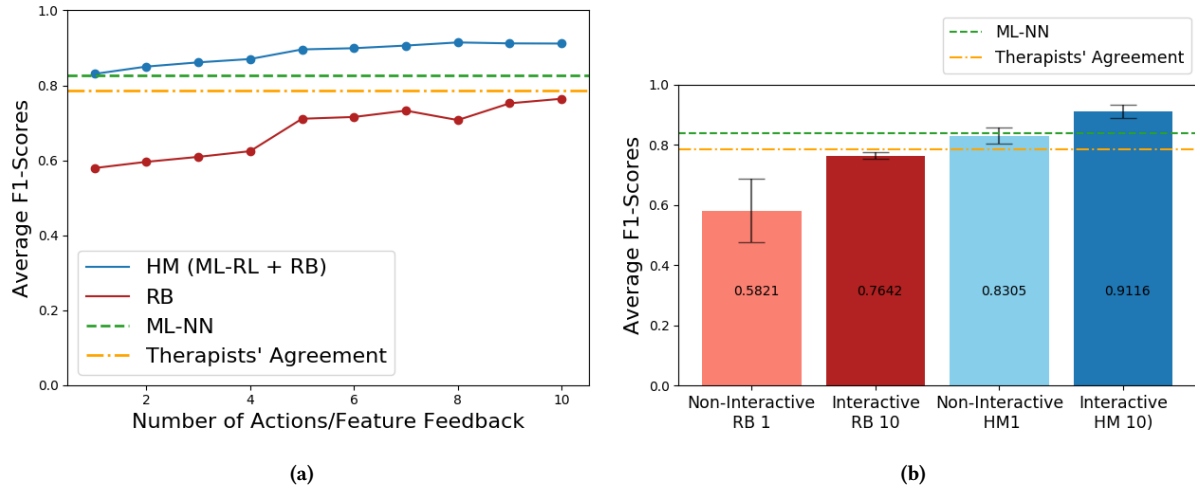 1.0
0.8
0.6
0.4
0.2
0.0
Average F1-Scores
HM (ML-RL + RB)
RB
ML-NN
Therapists' Agreement
2 4 6 8 10
Number of Actions/Feature Feedback
(a)
ML-NN
Therapists' Agreement
1.0
0.8
0.6
0.4
0.2
0.0
Average F1-Scores
0.5821 0.7642 0.8305 0.9116
Non-Interactive Interactive Non-Interactive Interactive
RB 1 RB 10 HM1 HM 10)
(b)